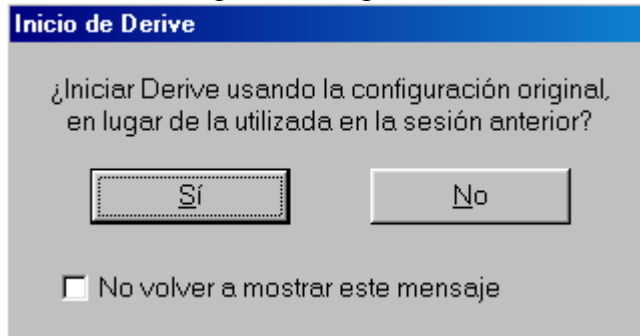 Inicio de Derive
¿Iniciar Derive usando la configuración original,
en lugar de la utilizada en la sesión anterior?
Sí
No
No volver a mostrar este mensaje